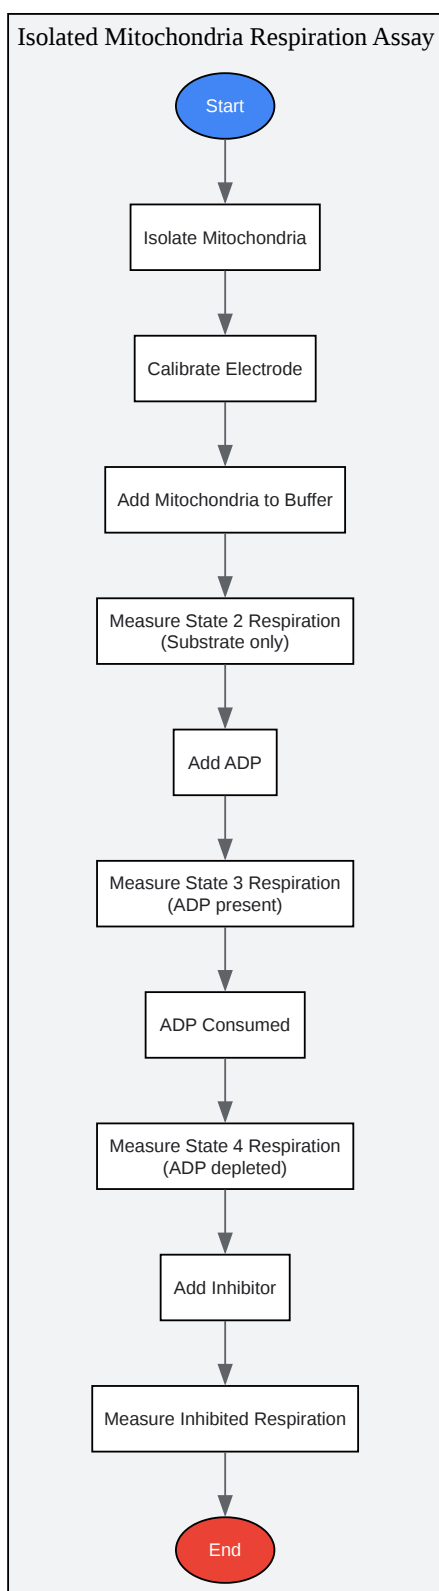 Isolated Mitochondria Respiration Assay
Start
Isolate Mitochondria
Calibrate Electrode
Add Mitochondria to Buffer
Measure State 2 Respiration
(Substrate only)
Add ADP
Measure State 3 Respiration
(ADP present)
ADP Consumed
Measure State 4 Respiration
(ADP depleted)
Add Inhibitor
Measure Inhibited Respiration
End